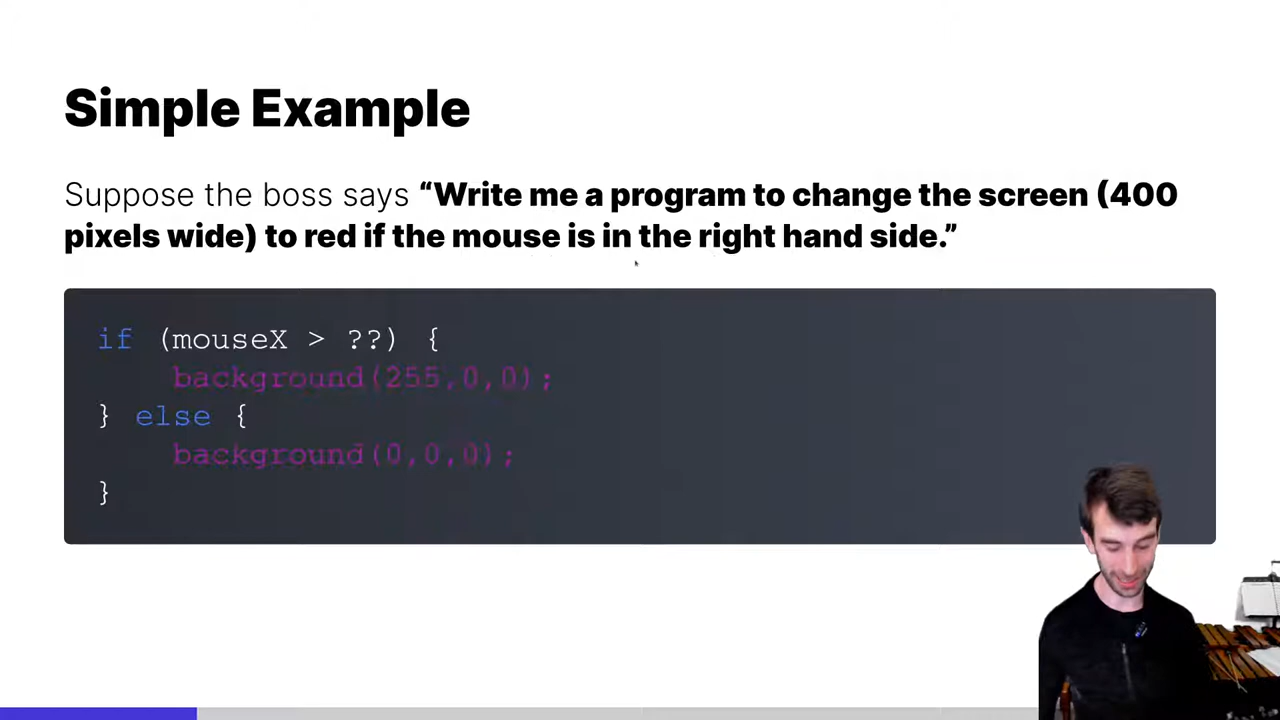 Simple Example
Suppose the boss says “Write me a program to change the screen (400
pixels wide) to red if the mouse is in the right hand side.”
if (mouseX > ??) {
background(255,0,0);
} else {
background(0,0,0);
}